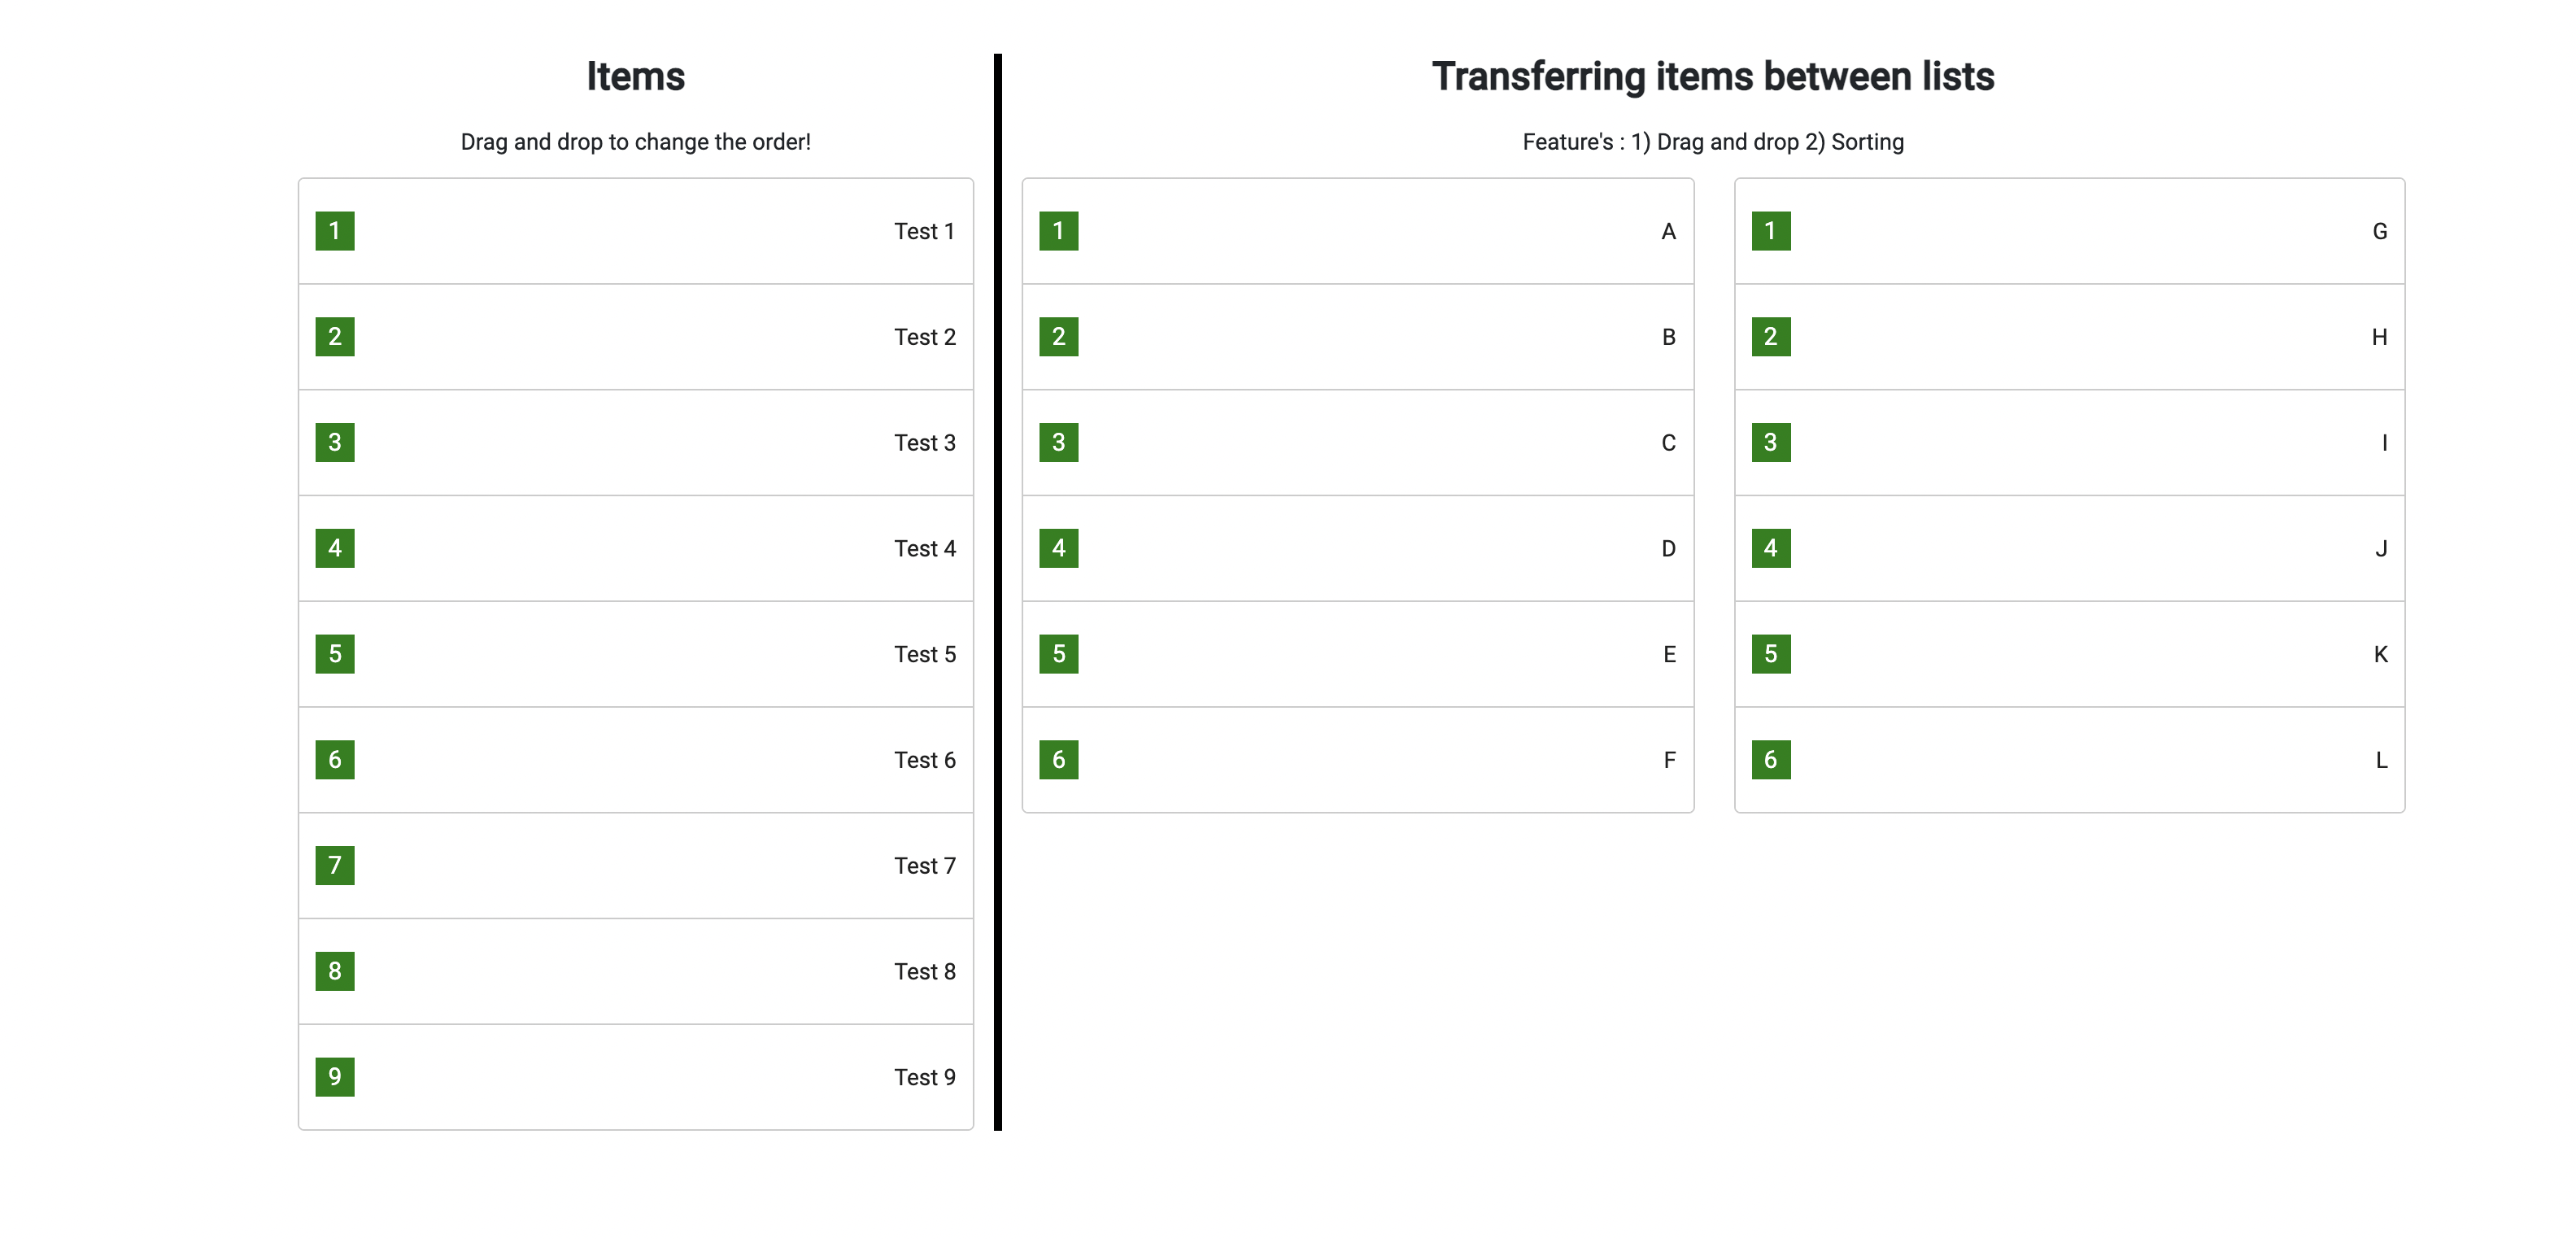 Items
Drag and drop to change the order!
1 Test 1
2 Test 2
3 Test 3
4 Test 4
5 Test 5
6 Test 6
7 Test 7
8 Test 8
9 Test 9
Transferring items between lists
Feature's : 1) Drag and drop 2) Sorting
1 A
2 B
3 C
4 D
5 E
6 F
1 G
2 H
3 I
4 J
5 K
6 L